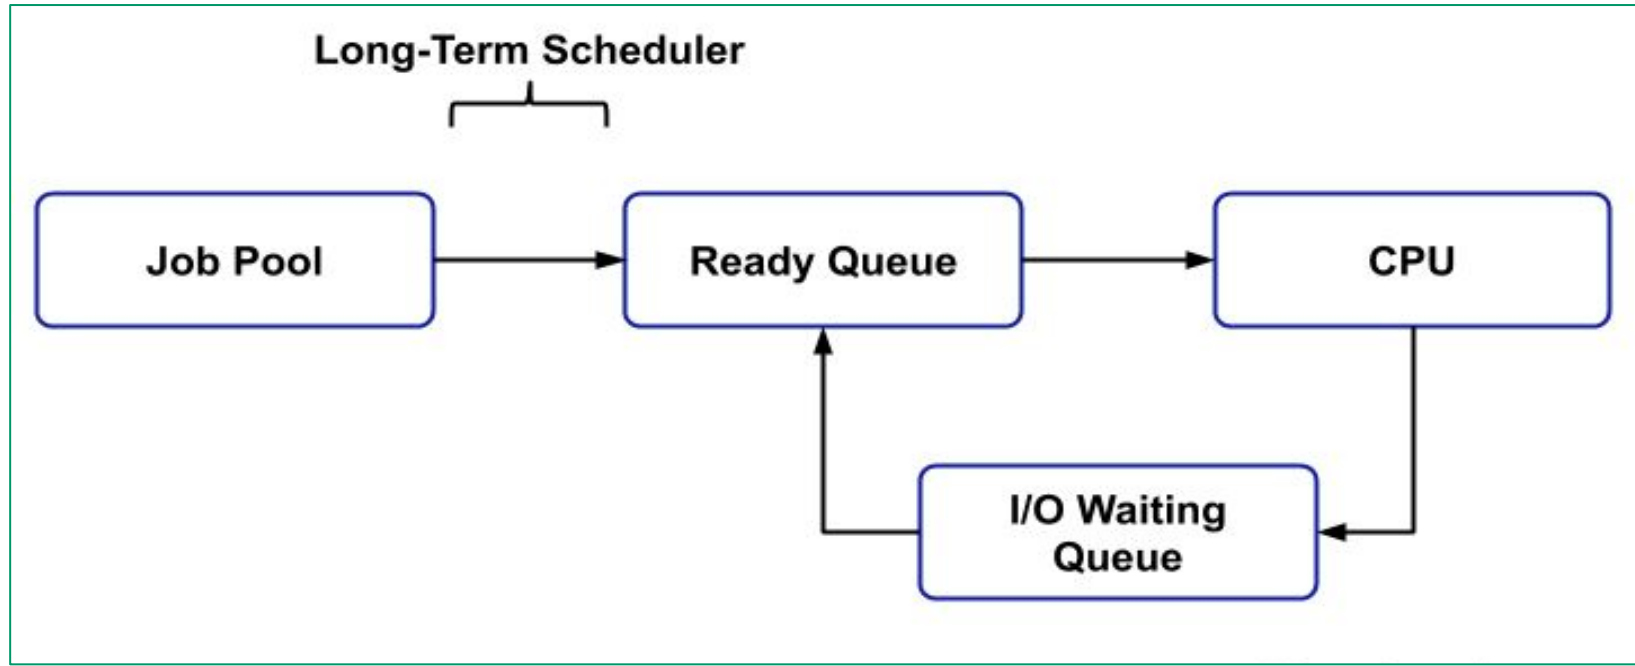 Long-Term Scheduler
Job Pool
Ready Queue
CPU
I/O Waiting
Queue